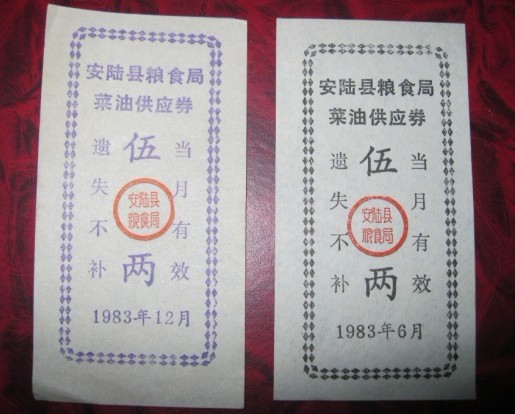 安陆县粮食局
菜油供应券
伍两
遗失不补
当月有效
安陆县
粮食局
1983年12月
安陆县粮食局
菜油供应券
伍两
遗失不补
当月有效
安陆县
粮食局
1983年6月